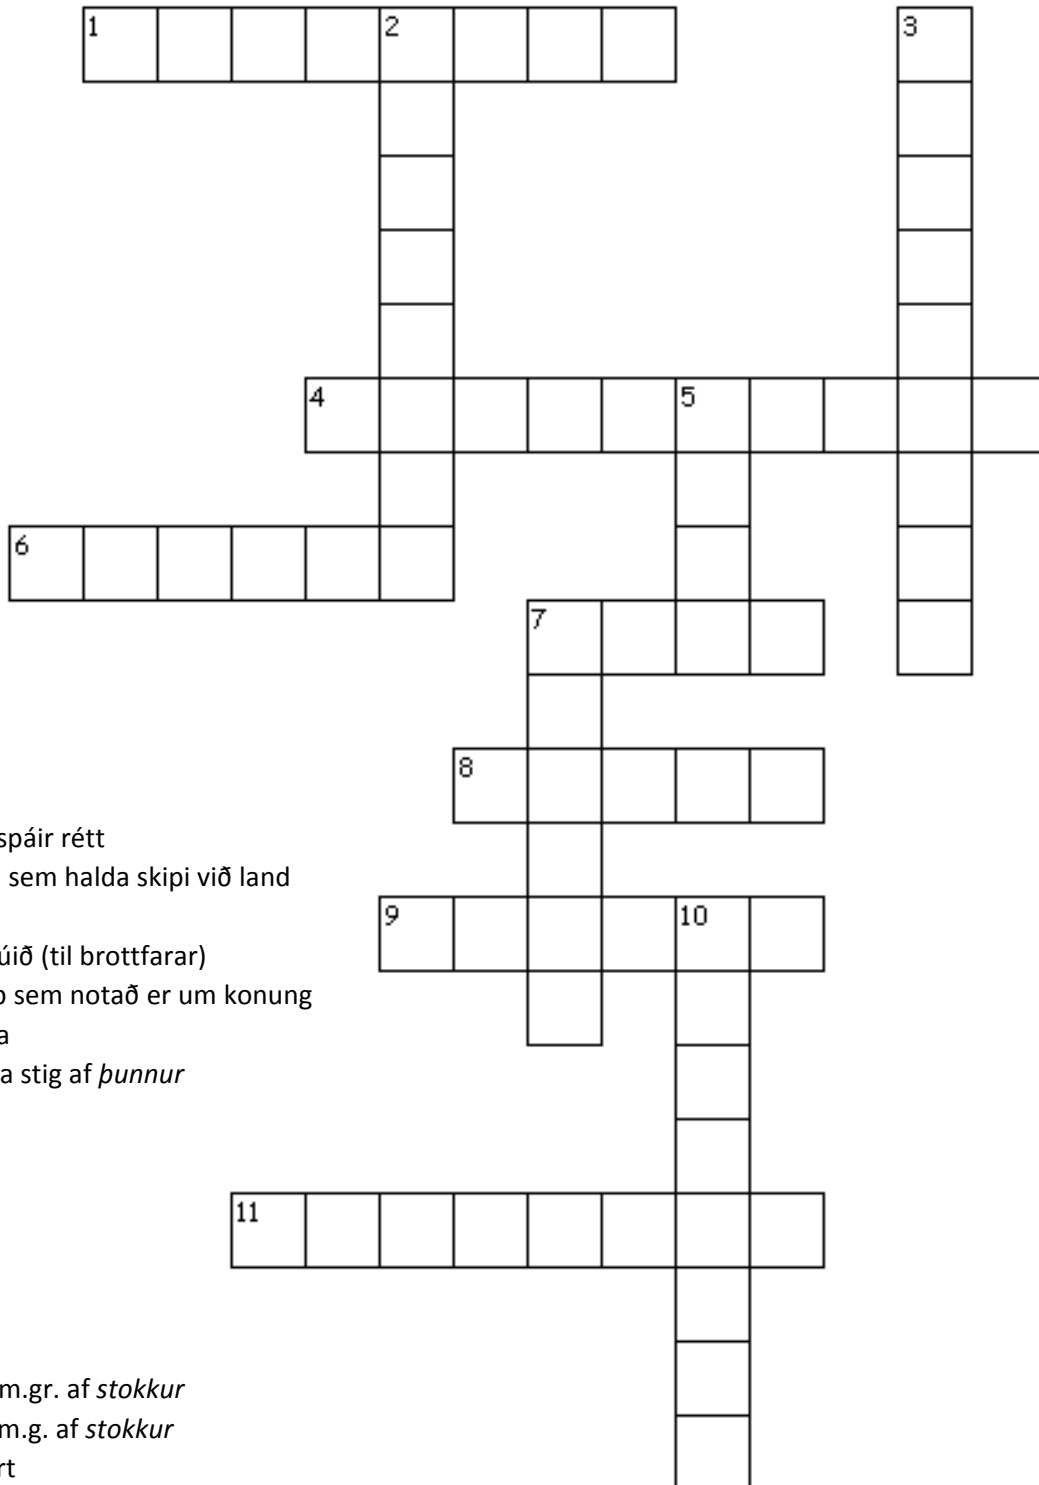 1 2 3
4 5
6
7
8
spáir rétt
sem halda skipi við land
9 10
úið (til brottfarar)
sem notað er um konung
a
a stig af þunnur
11
m.gr. af stokkur
m.g. af stokkur
rt